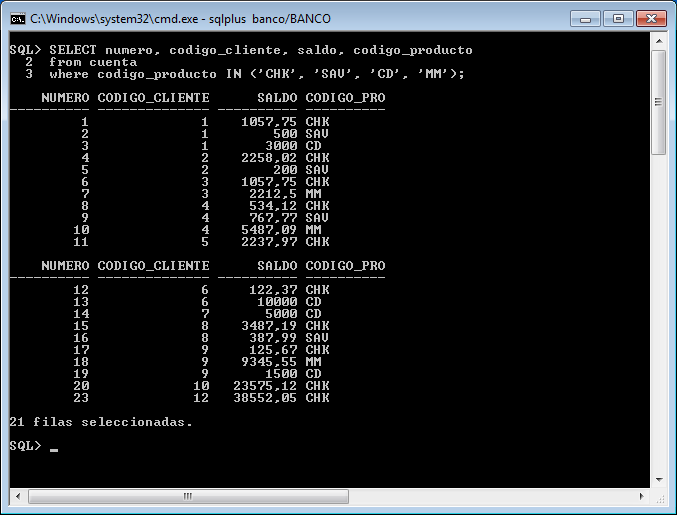 C:\Windows\system32\cmd.exe - sqlplus banco/BANCO
SQL> SELECT numero, codigo_cliente, saldo, codigo_producto
2 from cuenta
3 where codigo_producto IN ('CHK', 'SAV', 'CD', 'MM');
NUMERO CODIGO_CLIENTE SALDO CODIGO_PRO
---------- -------------- ---------- ----------
1 1 1057,75 CHK
2 1 500 SAV
3 1 3000 CD
4 2 2258,02 CHK
5 2 200 SAV
6 3 1057,75 CHK
7 3 2212,5 MM
8 4 534,12 CHK
9 4 767,77 SAV
10 4 5487,09 MM
11 5 2237,97 CHK
NUMERO CODIGO_CLIENTE SALDO CODIGO_PRO
---------- -------------- ---------- ----------
12 6 122,37 CHK
13 6 10000 CD
14 7 5000 CD
15 8 3487,19 CHK
16 8 387,99 SAV
17 9 125,67 CHK
18 9 9345,55 MM
19 9 1500 CD
20 10 23575,12 CHK
23 12 38552,05 CHK
21 filas seleccionadas.
SQL> _